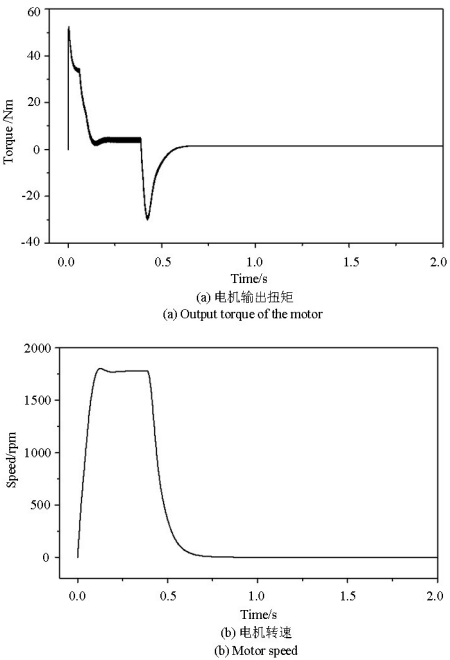 60
40
20
0
-20
-40
Torque /Nm
0.0 0.5 1.0 1.5 2.0
Time/s
(a) 电机输出扭矩
(a) Output torque of the motor
2000
1500
1000
500
0
Speed/rpm
0.0 0.5 1.0 1.5 2.0
Time/s
(b) 电机转速
(b) Motor speed